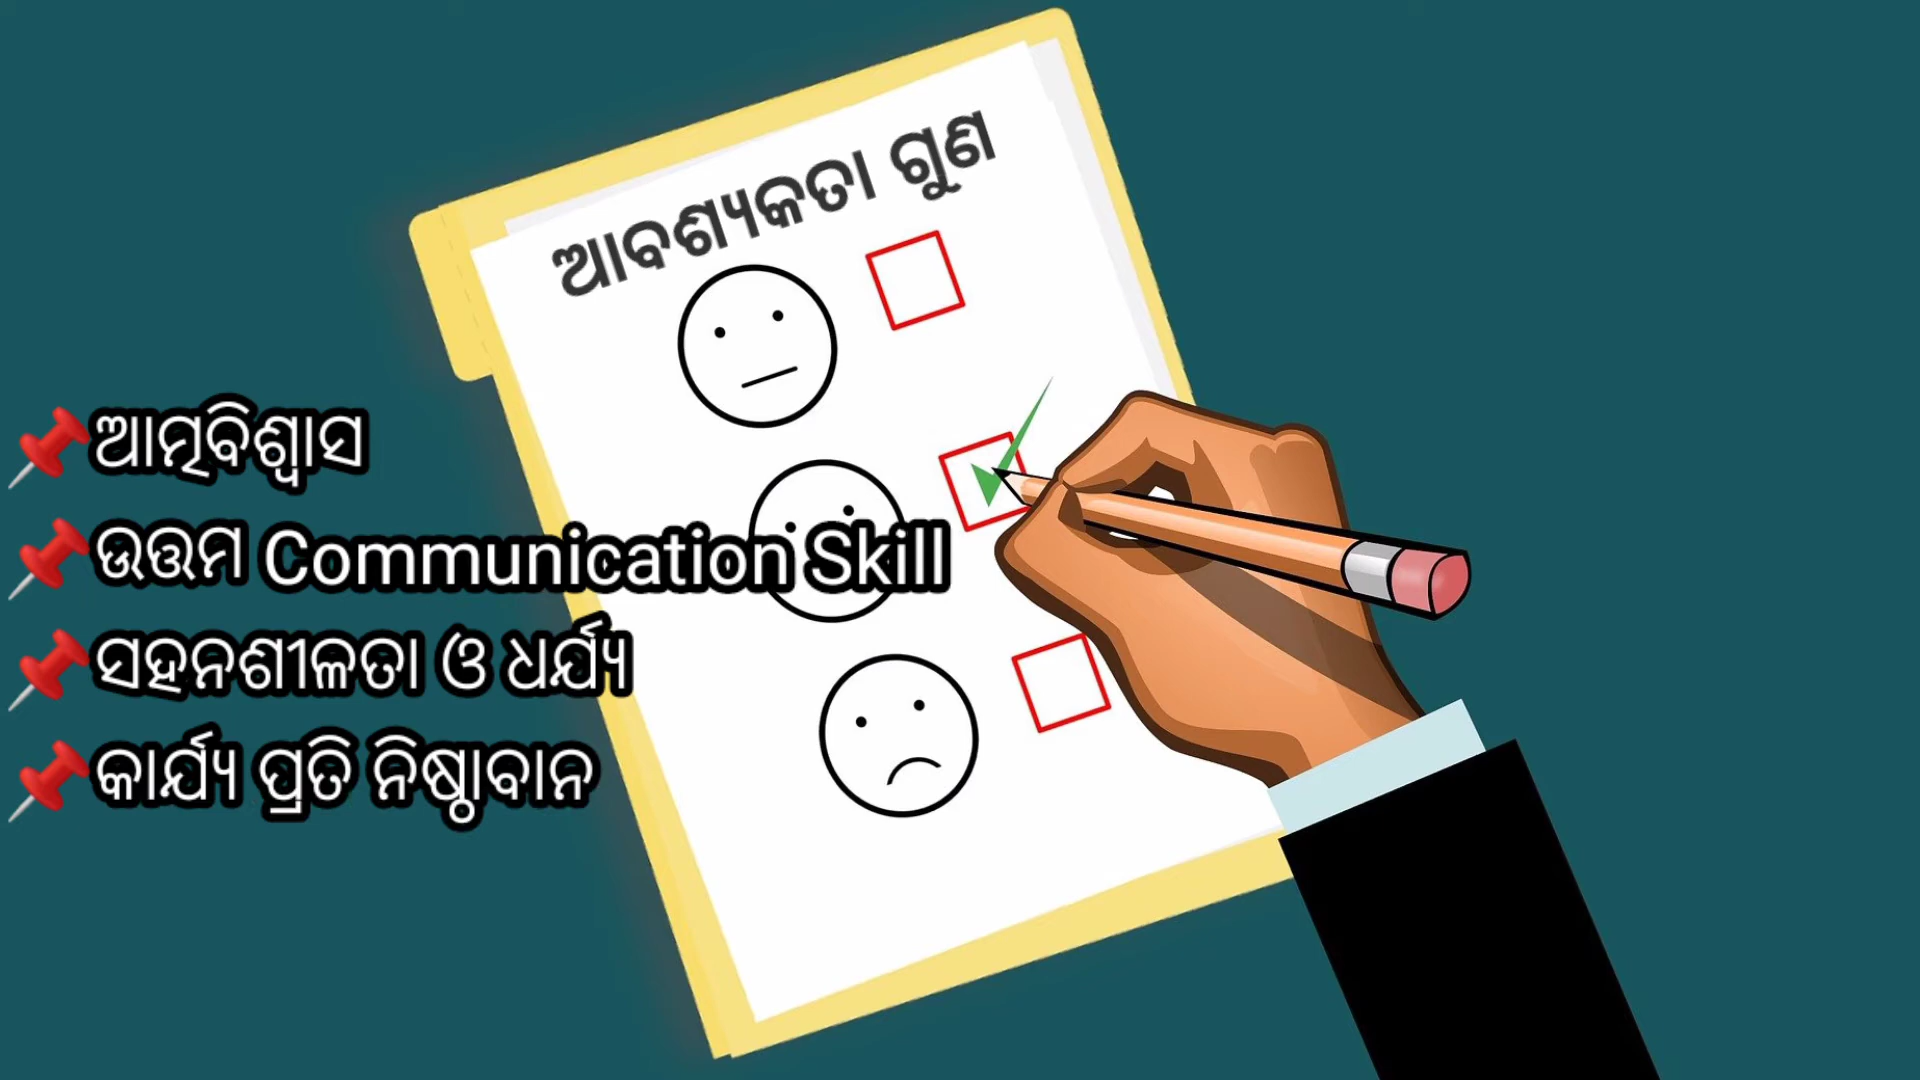 ଆବଶ୍ୟକତା ଗୁଣ
ଆତ୍ମବିଶ୍ୱାସ
ଉତ୍ତମ Communication Skill
ସହନଶୀଳତା ଓ ଧର୍ଯ୍ୟ
କାର୍ଯ୍ୟ ପ୍ରତି ନିଷ୍ଠାବାନ